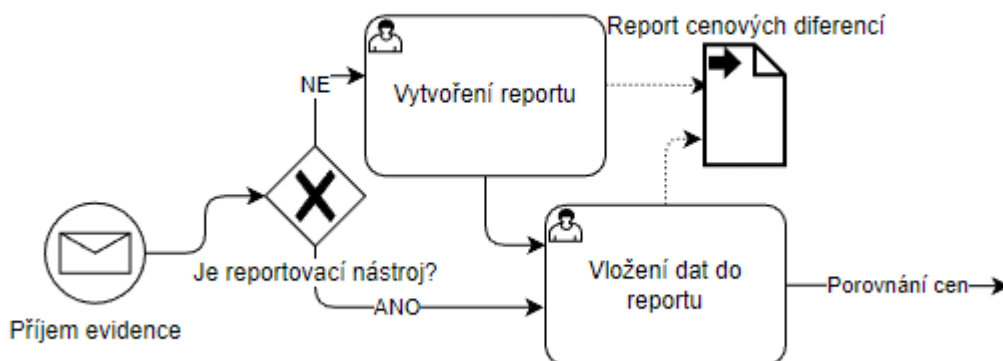 Report cenových diferencí
NE
Vytvoření reportu
Je reportovací nástroj?
Vložení dat do
reportu
Porovnání cen
ANO
Příjem evidence